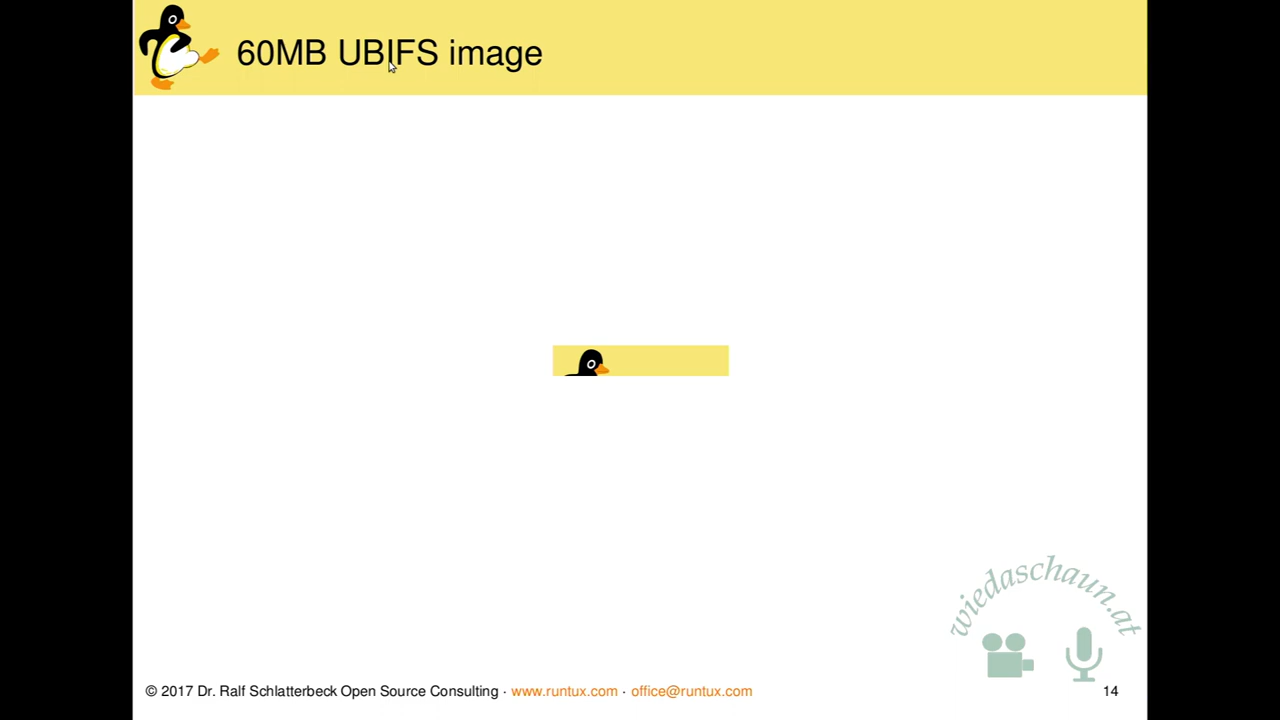 60MB UBIFS image
wiedaschaun.at
© 2017 Dr. Ralf Schlatterbeck Open Source Consulting · www.runtux.com · office@runtux.com
14